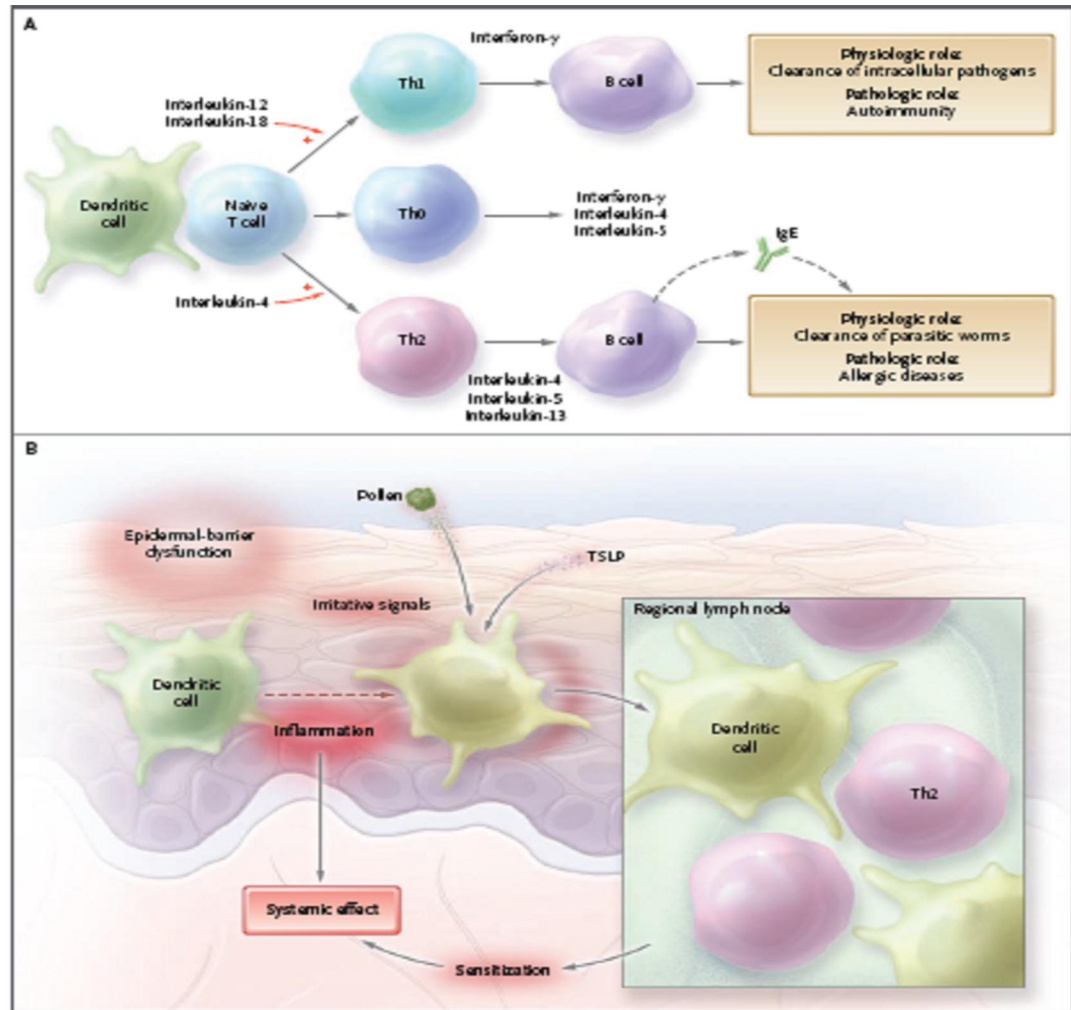 A
Interferon-γ
Th1
B cell
Physiologic role:
Clearance of intracellular pathogens
Pathologic role:
Autoimmunity
Interleukin-12
Interleukin-18
+
Dendritic
cell
Naive
T cell
Th0
Interferon-γ
Interleukin-4
Interleukin-5
IgE
Interleukin-4
+
Th2
B cell
Interleukin-4
Interleukin-5
Interleukin-13
Physiologic role:
Clearance of parasitic worms
Pathologic role:
Allergic diseases
B
Pollen
Epidermal-barrier
dysfunction
TSLP
Irritative signals
Regional lymph node
Dendritic
cell
Inflammation
Dendritic
cell
Th2
Systemic effect
Sensitization